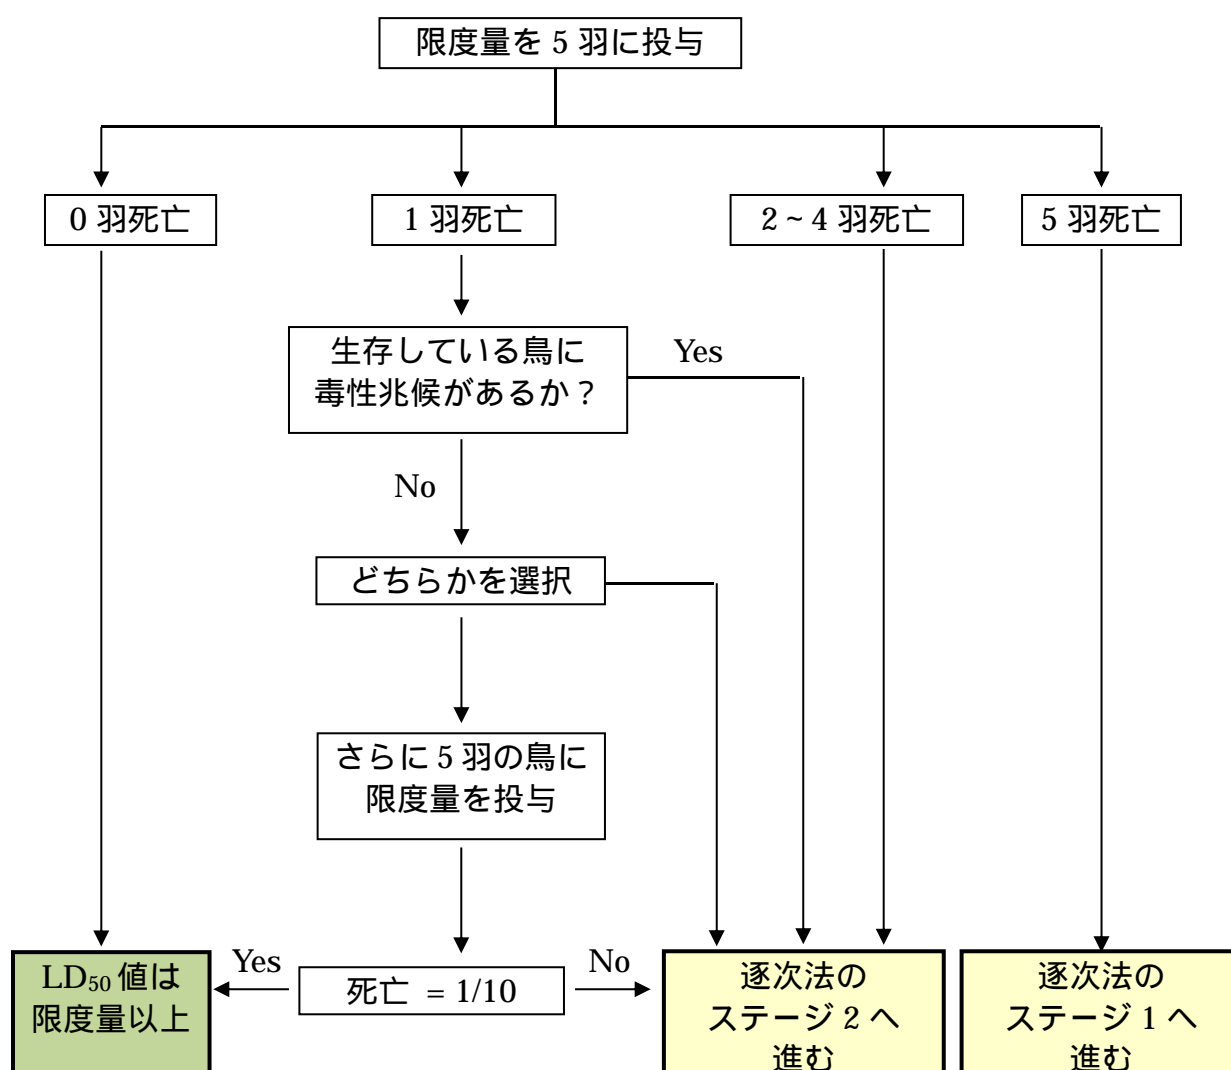 限度量を 5 羽に投与
0 羽死亡
1 羽死亡
2 ~ 4 羽死亡
5 羽死亡
生存している鳥に
毒性兆候があるか?
Yes
No
どちらかを選択
さらに 5 羽の鳥に
限度量を投与
LD₅₀ 値は
限度量以上
Yes
死亡 = 1/10
No
逐次法の
ステージ 2 へ
進む
逐次法の
ステージ 1 へ
進む